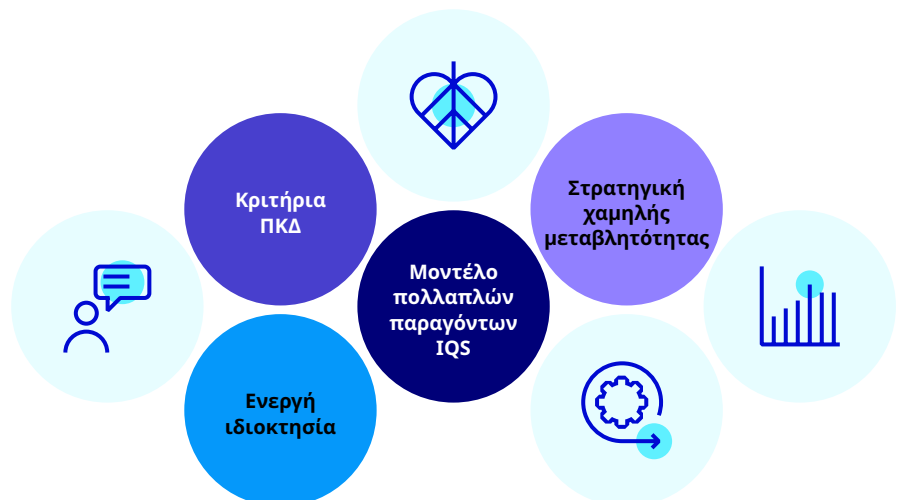 Κριτήρια
ΠΚΔ
Στρατηγική
χαμηλής
μεταβλητότητας
Μοντέλο
πολλαπλών
παραγόντων
IQS
Ενεργή
ιδιοκτησία